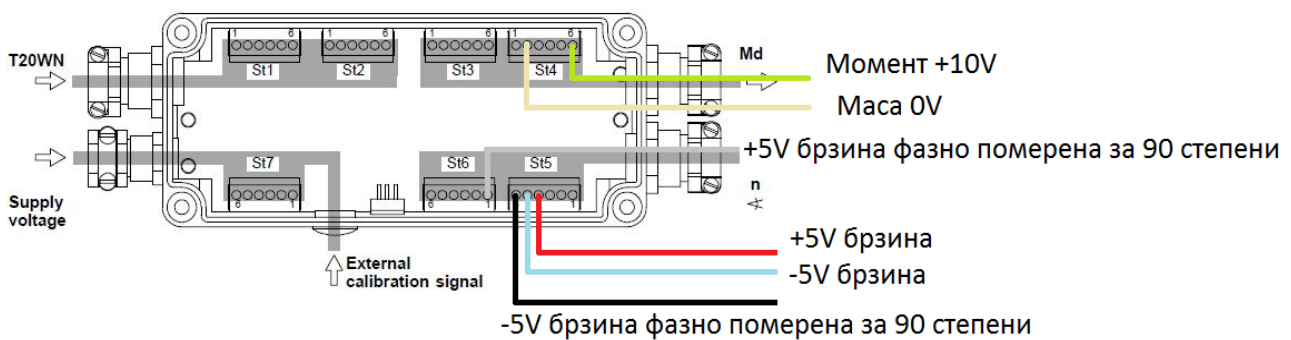 1 6 1 6 1 6 1 6
T20WN
St1 St2 St3 St4
Md
Момент +10V
Маса 0V
+5V брзина фазно померена за 90 степени
St7 St6 St5
n
6 1 6 1 1
Supply
voltage
+5V брзина
-5V брзина
External
calibration signal
-5V брзина фазно померена за 90 степени